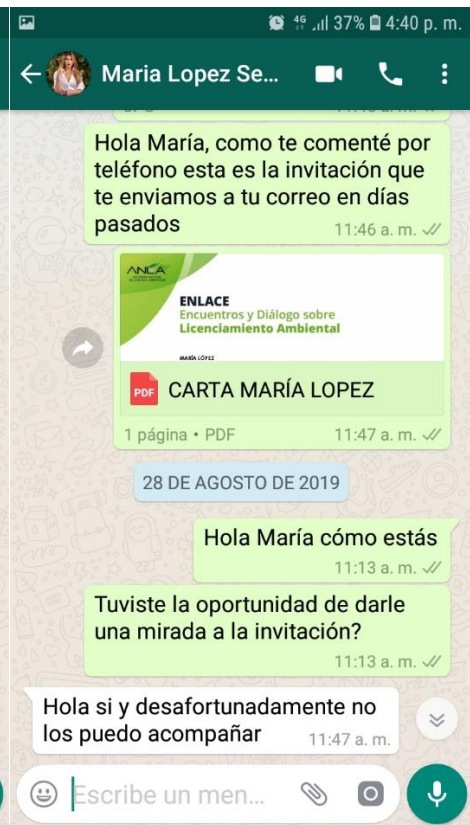 4G 37% 4:40 p. m.
Maria Lopez Se...
Hola María, como te comenté por
teléfono esta es la invitación que
te enviamos a tu correo en días
pasados
11:46 a. m.
ANLA
ENLACE
Encuentros y Diálogo sobre
Licenciamiento Ambiental
MARÍA LÓPEZ
PDF CARTA MARÍA LOPEZ
1 página • PDF 11:47 a. m.
28 DE AGOSTO DE 2019
Hola María cómo estás
11:13 a. m.
Tuviste la oportunidad de darle
una mirada a la invitación?
11:13 a. m.
Hola si y desafortunadamente no
los puedo acompañar 11:47 a. m.
Escribe un men...